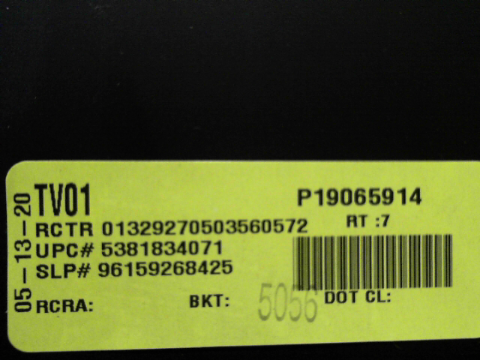 05-13-20
TV01
P19065914
RCTR 01329270503560572
RT :7
UPC# 5381834071
SLP# 96159268425
RCRA:
BKT: 5056
DOT CL: